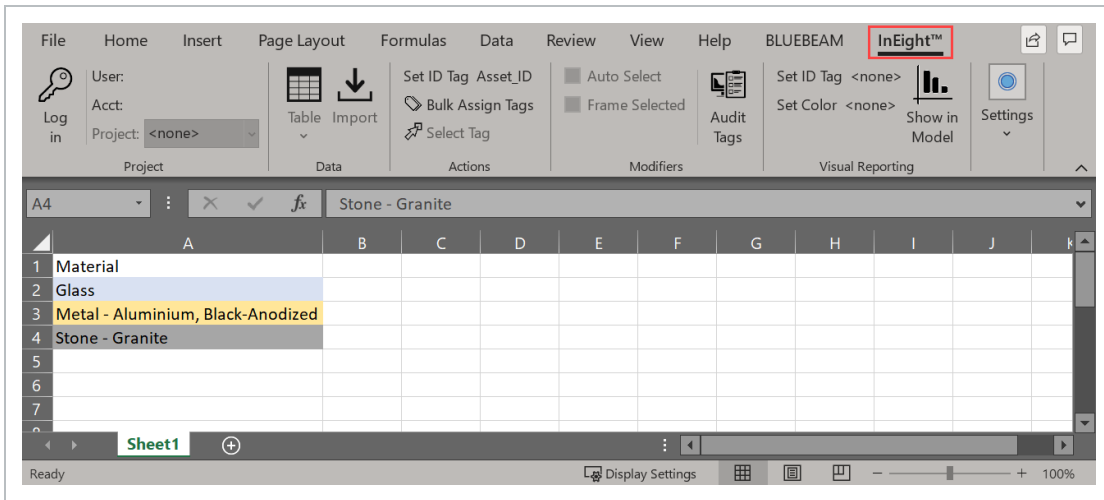 File Home Insert Page Layout Formulas Data Review View Help BLUEBEAM InEight™
User:
Acct:
Project: <none>
Log in
Project
Table Import
Data
Set ID Tag Asset_ID
Bulk Assign Tags
Select Tag
Actions
Auto Select
Frame Selected
Audit Tags
Modifiers
Set ID Tag <none>
Set Color <none>
Show in Model
Visual Reporting
Settings
A4 fx Stone - Granite
A B C D E F G H I J K
1 Material
2 Glass
3 Metal - Aluminium, Black-Anodized
4 Stone - Granite
5
6
7
Sheet1
Ready Display Settings 100%